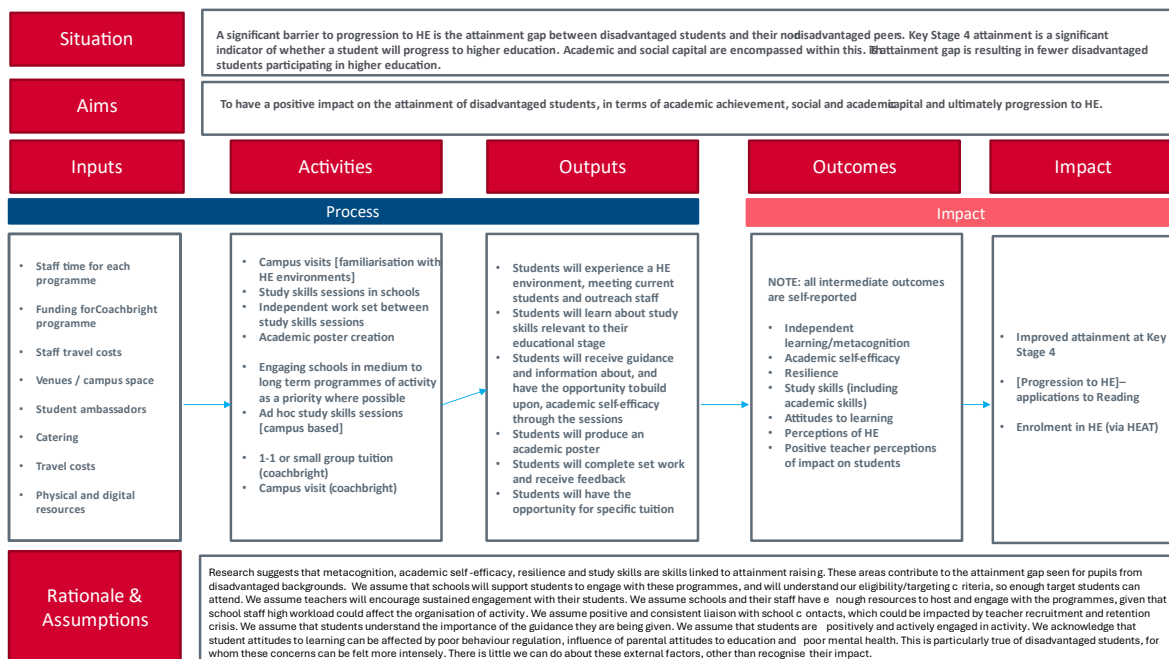 Situation
A significant barrier to progression to HE is the attainment gap between disadvantaged students and their non-disadvantaged peers. Key Stage 4 attainment is a significant
indicator of whether a student will progress to higher education. Academic and social capital are encompassed within this. This attainment gap is resulting in fewer disadvantaged
students participating in higher education.
Aims
To have a positive impact on the attainment of disadvantaged students, in terms of academic achievement, social and academic capital and ultimately progression to HE.
Inputs
Activities
Outputs
Outcomes
Impact
Process
Impact
• Staff time for each
programme
• Funding forCoachbright
programme
• Staff travel costs
• Venues / campus space
• Student ambassadors
• Catering
• Travel costs
• Physical and digital
resources
• Campus visits [familiarisation with
HE environments]
• Study skills sessions in schools
• Independent work set between
study skills sessions
• Academic poster creation
• Engaging schools in medium to
long term programmes of activity
as a priority where possible
• Ad hoc study skills sessions
[campus based]
• 1-1 or small group tuition
(coachbright)
• Campus visit (coachbright)
• Students will experience a HE
environment, meeting current
students and outreach staff
• Students will learn about study
skills relevant to their
educational stage
• Students will receive guidance
and information about, and
have the opportunity tobuild
upon, academic self-efficacy
through the sessions
• Students will produce an
academic poster
• Students will complete set work
and receive feedback
• Students will have the
opportunity for specific tuition
NOTE: all intermediate outcomes
are self-reported
• Independent
learning/metacognition
• Academic self-efficacy
• Resilience
• Study skills (including
academic skills)
• Attitudes to learning
• Perceptions of HE
• Positive teacher perceptions
of impact on students
• Improved attainment at Key
Stage 4
• [Progression to HE]–
applications to Reading
• Enrolment in HE (via HEAT)
Rationale &
Assumptions
Research suggests that metacognition, academic self-efficacy, resilience and study skills are skills linked to attainment raising. These areas contribute to the attainment gap seen for pupils from
disadvantaged backgrounds. We assume that schools will support students to engage with these programmes, and will understand our eligibility/targeting c riteria, so enough target students can
attend. We assume teachers will encourage sustained engagement with their students. We assume schools and their staff have e nough resources to host and engage with the programmes, given that
school staff high workload could affect the organisation of activity. We assume positive and consistent liaison with school c ontacts, which could be impacted by teacher recruitment and retention
crisis. We assume that students understand the importance of the guidance they are being given. We assume that students are positively and actively engaged in activity. We acknowledge that
student attitudes to learning can be affected by poor behaviour regulation, influence of parental attitudes to education and poor mental health. This is particularly true of disadvantaged students, for
whom these concerns can be felt more intensely. There is little we can do about these external factors, other than recognise their impact.